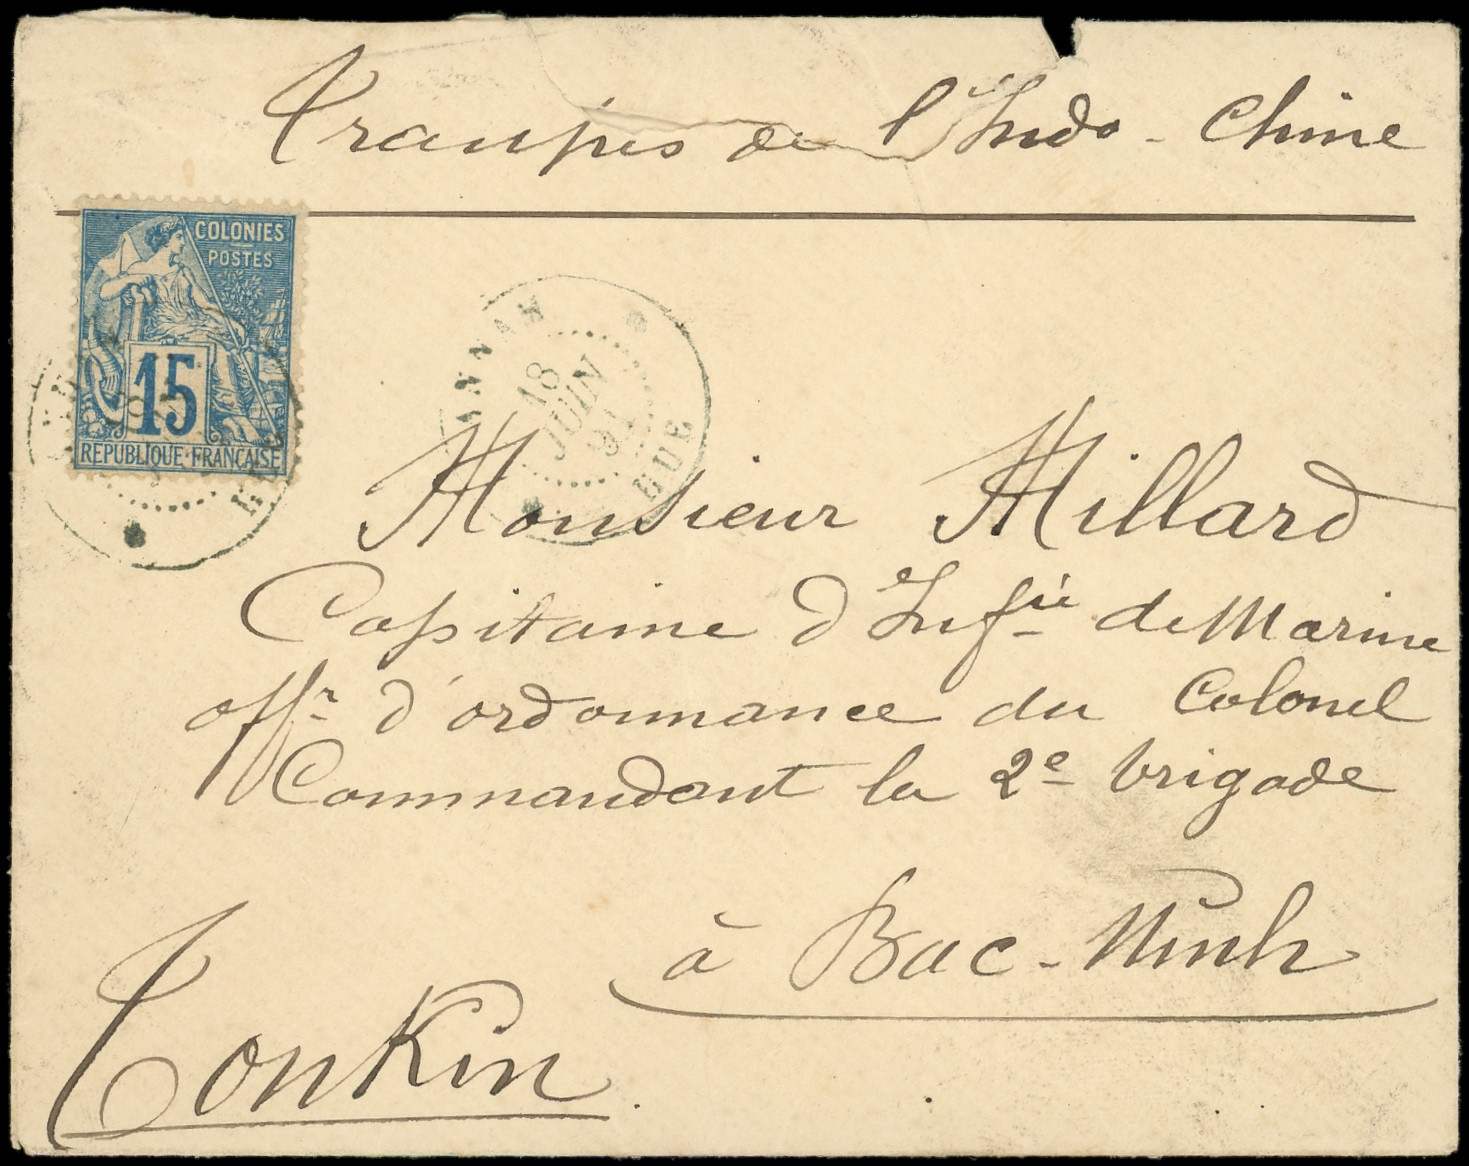 Troupes de l'Indo-Chine
COLONIES
POSTES
15
REPUBLIQUE FRANÇAISE
ANNAM
18
JUIN
91
HUE
Monsieur Millard
Capitaine d'Infie de Marine
offr d'ordonnance du Colonel
Commandant la 2e brigade
à Bac-Ninh
Tonkin